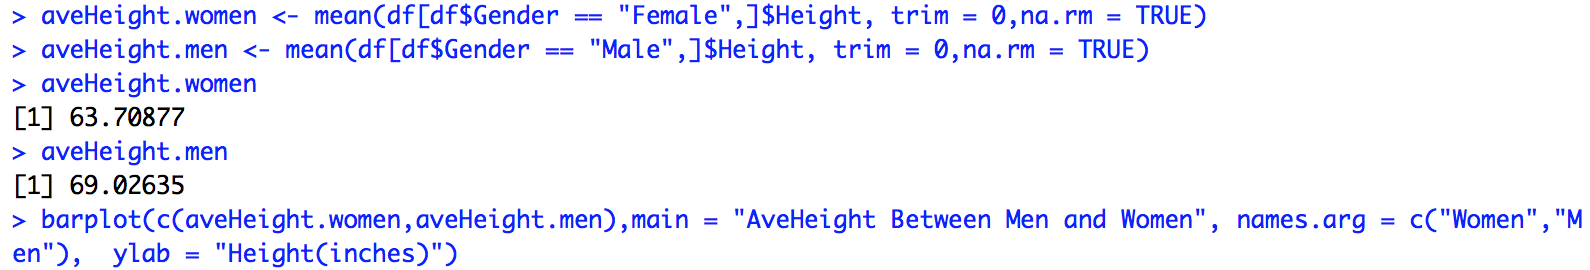 > aveHeight.women <- mean(df[df$Gender == "Female",]$Height, trim = 0,na.rm = TRUE)
> aveHeight.men <- mean(df[df$Gender == "Male",]$Height, trim = 0,na.rm = TRUE)
> aveHeight.women
[1] 63.70877
> aveHeight.men
[1] 69.02635
> barplot(c(aveHeight.women,aveHeight.men),main = "AveHeight Between Men and Women", names.arg = c("Women","M
en"),  ylab = "Height(inches)")